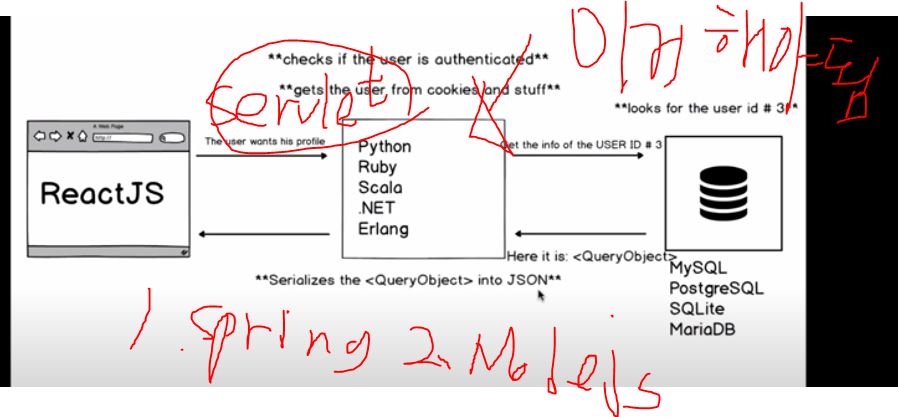 이거 해야됨
**checks if the user is authenticated**
servlet
**gets the user from cookies and stuff**
**looks for the user id # 3**
A Web Page
http://
The user wants his profile
Get the info of the USER ID # 3
ReactJS
Python
Ruby
Scala
.NET
Erlang
Here it is: <QueryObject>
**Serializes the <QueryObject> into JSON**
MySQL
PostgreSQL
SQLite
MariaDB
1. Spring 2. Nodejs